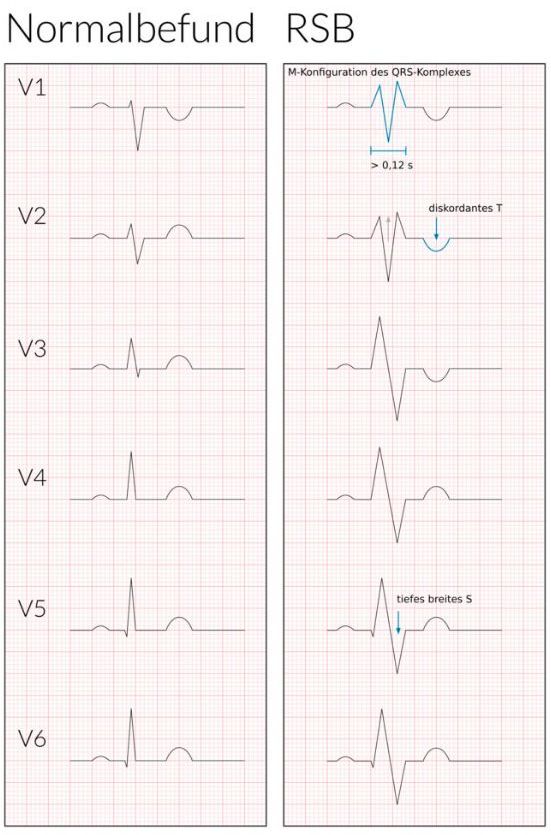 Normalbefund
RSB
V1
M-Konfiguration des QRS-Komplexes
> 0,12 s
V2
diskordantes T
V3
V4
V5
tiefes breites S
V6